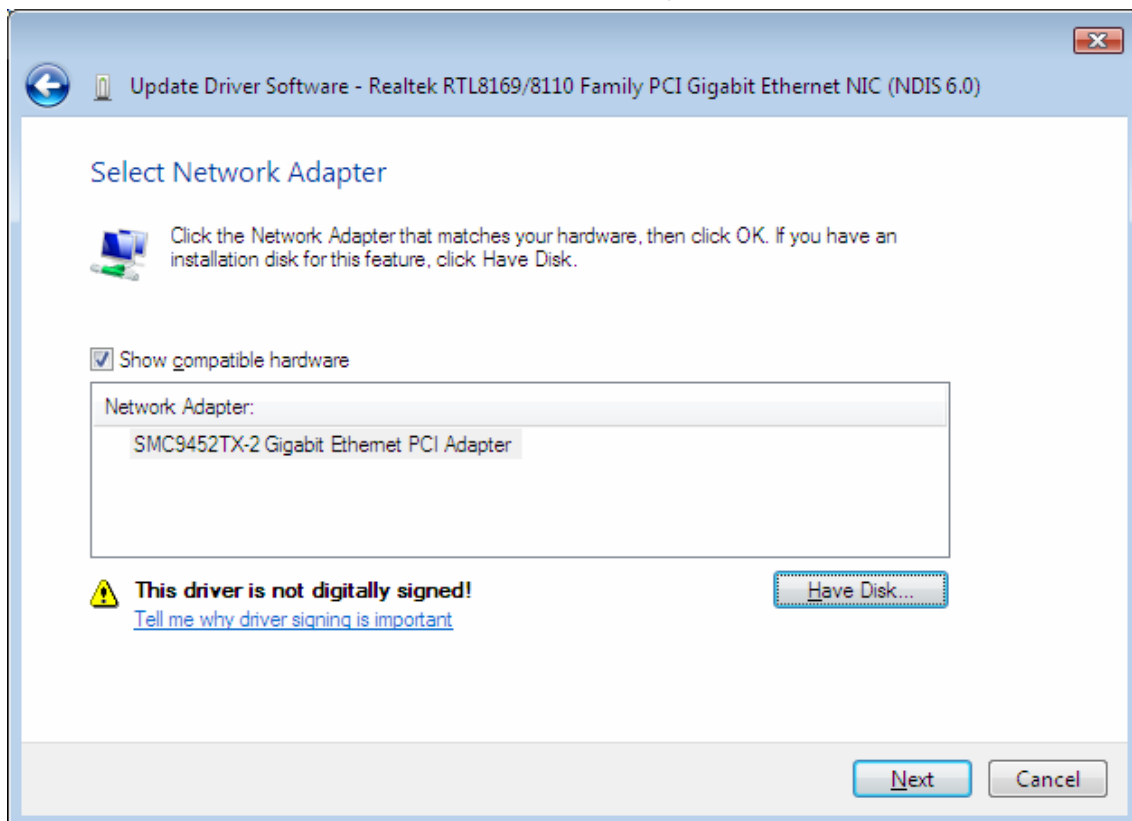 Update Driver Software - Realtek RTL8169/8110 Family PCI Gigabit Ethernet NIC (NDIS 6.0)
Select Network Adapter
Click the Network Adapter that matches your hardware, then click OK. If you have an
installation disk for this feature, click Have Disk.
Show compatible hardware
Network Adapter:
SMC9452TX-2 Gigabit Ethernet PCI Adapter
This driver is not digitally signed!
Have Disk...
Tell me why driver signing is important
Next
Cancel